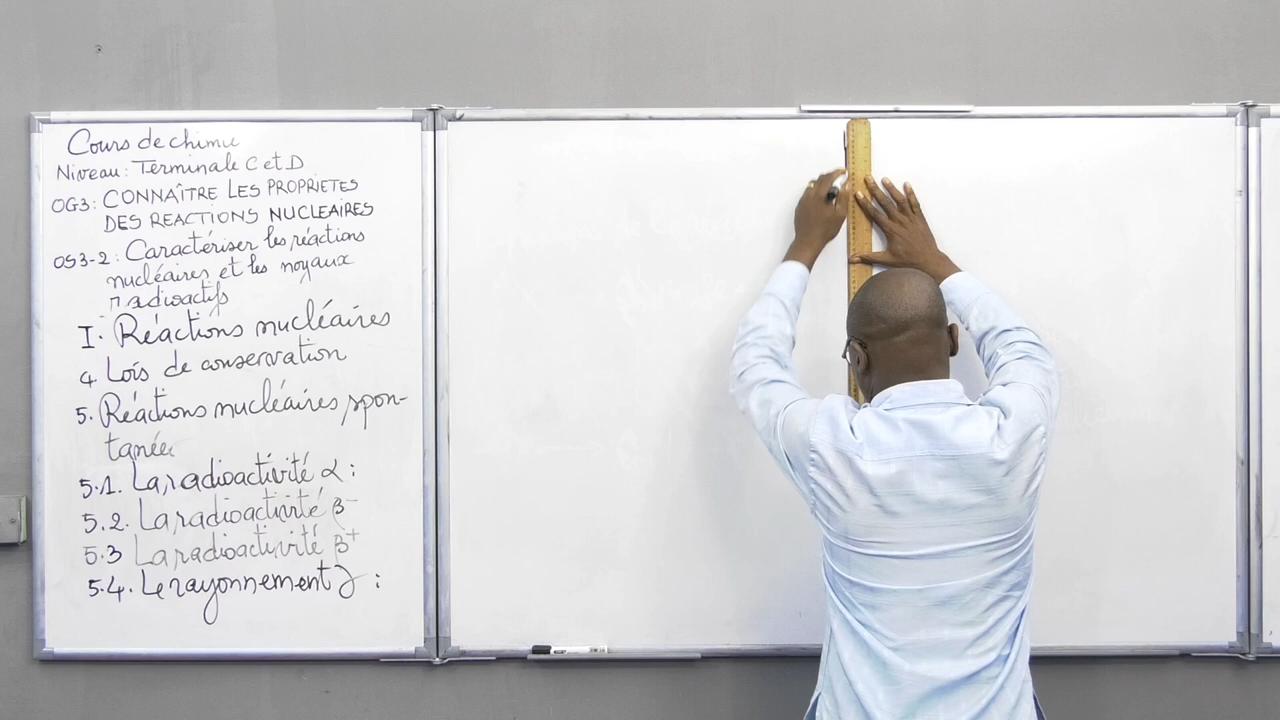 Cours de chimie
Niveau : Terminale C et D
OG3 : CONNAÎTRE LES PROPRIETES
DES REACTIONS NUCLEAIRES
OS3-2 : Caractériser les réactions
nucléaires et les noyaux
radioactifs
I. Réactions nucléaires
4. Lois de conservation
5. Réactions nucléaires spon-
tanées
5.1. La radioactivité α :
5.2. La radioactivité β⁻
5.3 La radioactivité β⁺
5.4. Le rayonnement γ :